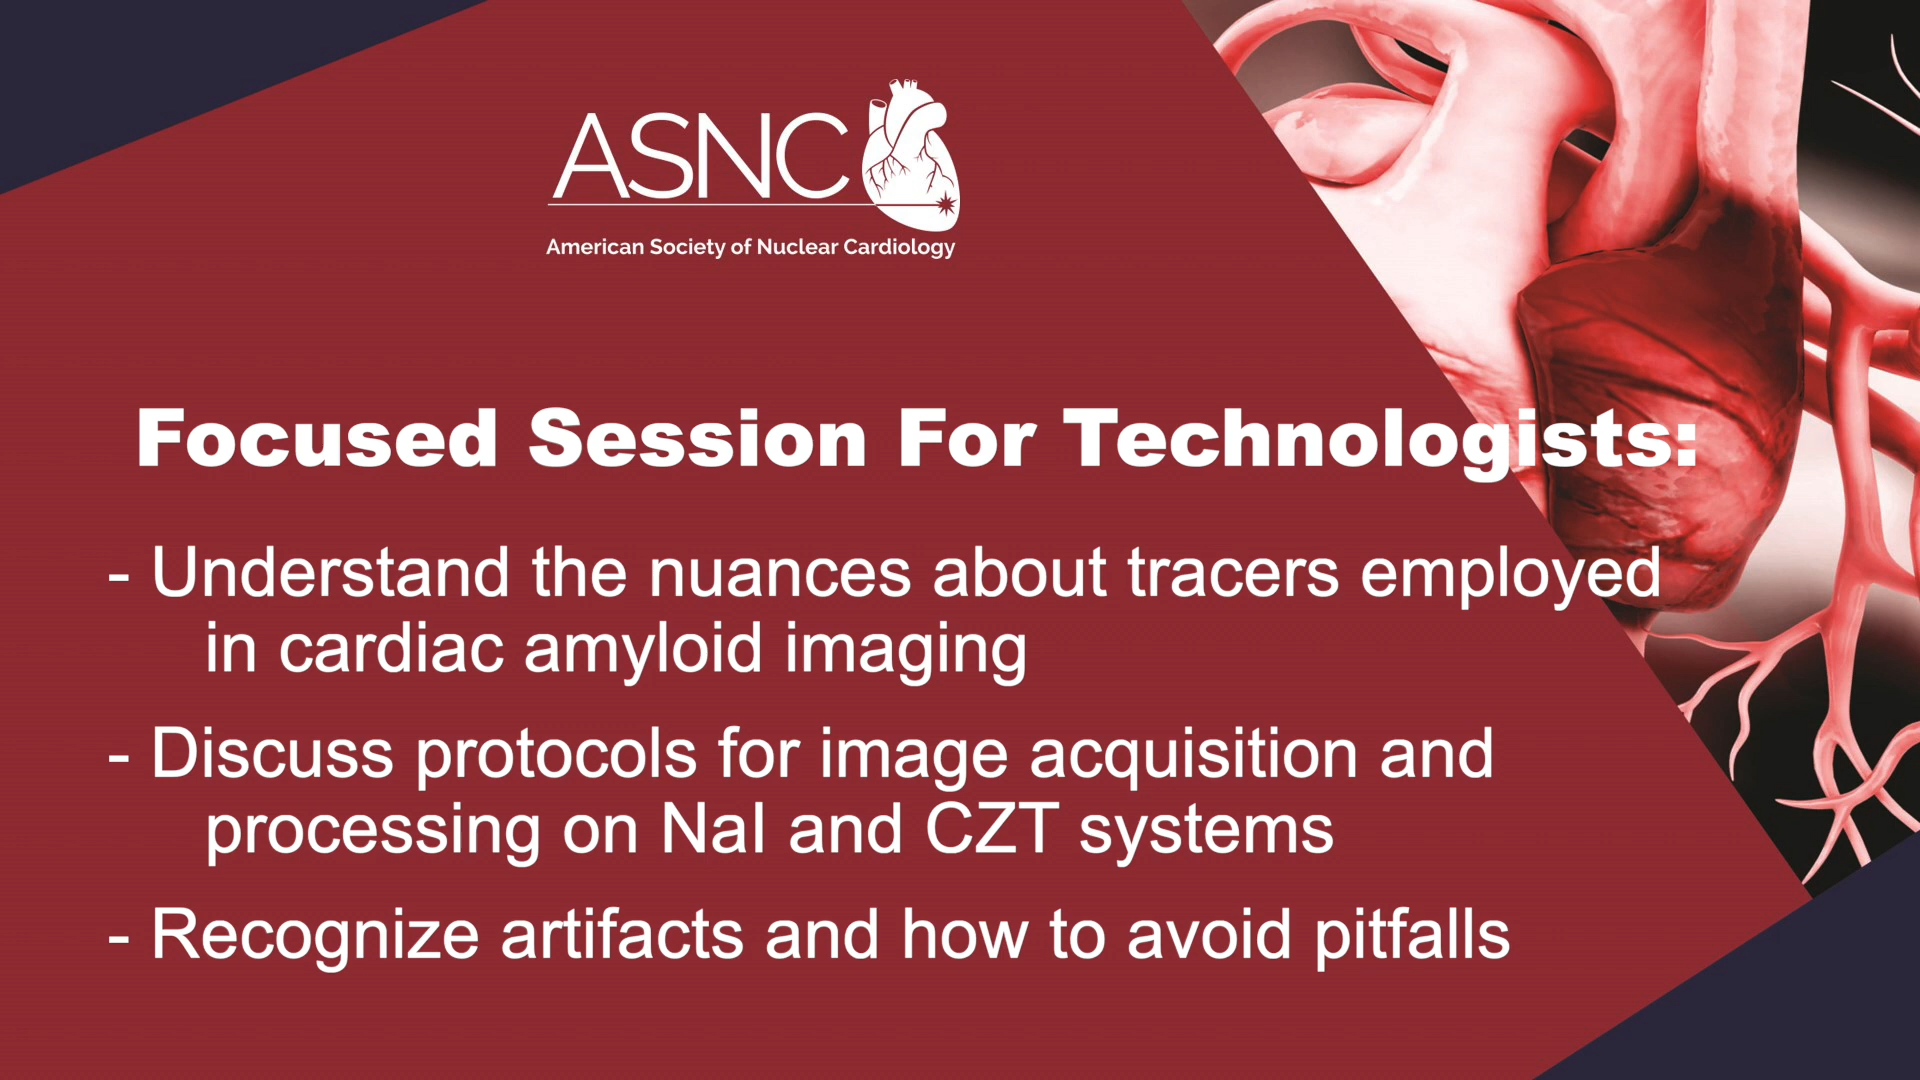 ASNC
American Society of Nuclear Cardiology
Focused Session For Technologists:
- Understand the nuances about tracers employed
in cardiac amyloid imaging
- Discuss protocols for image acquisition and
processing on NaI and CZT systems
- Recognize artifacts and how to avoid pitfalls